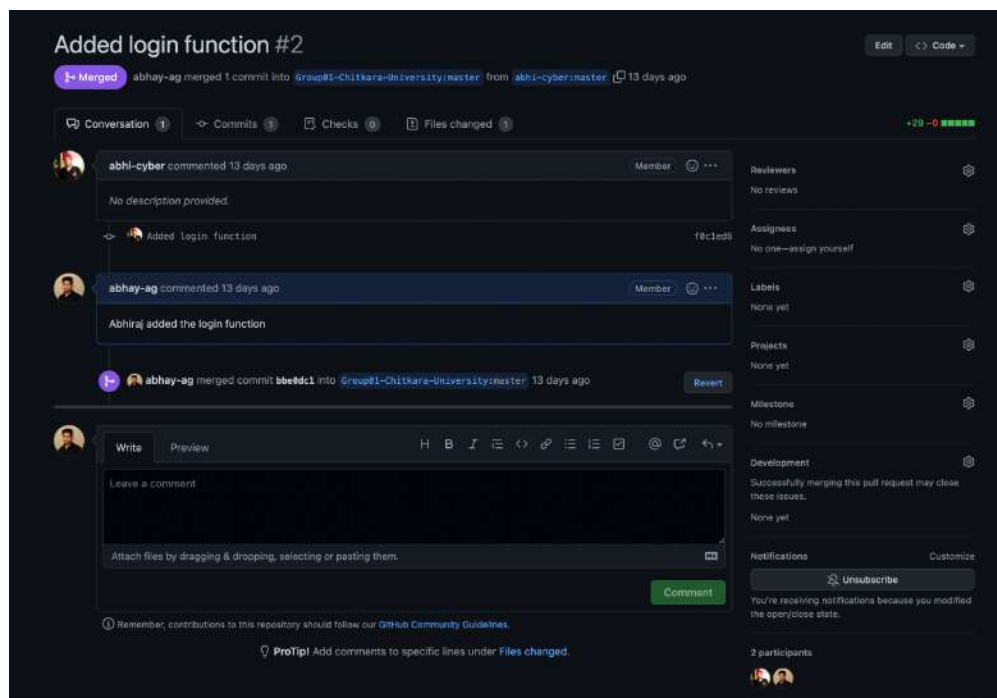 Added login function #2
Edit
<> Code
Merged abhay-ag merged 1 commit into Group01-Chitkara-University:master from abhi-cyber:master 13 days ago
Conversation 1 Commits 1 Checks 0 Files changed 1
+29 −0
abhi-cyber commented 13 days ago
Member
No description provided.
Added login function
f0c1ed6
abhay-ag commented 13 days ago
Member
Abhiraj added the login function
abhay-ag merged commit bbe0dc1 into Group01-Chitkara-University:master 13 days ago
Revert
Write Preview
H B I
Leave a comment
Attach files by dragging & dropping, selecting or pasting them.
Comment
Remember, contributions to this repository should follow our GitHub Community Guidelines.
ProTip! Add comments to specific lines under Files changed.
Reviewers
No reviews
Assignees
No one—assign yourself
Labels
None yet
Projects
None yet
Milestone
No milestone
Development
Successfully merging this pull request may close
these issues.
None yet
Notifications Customize
Unsubscribe
You're receiving notifications because you modified
the open/close state.
2 participants